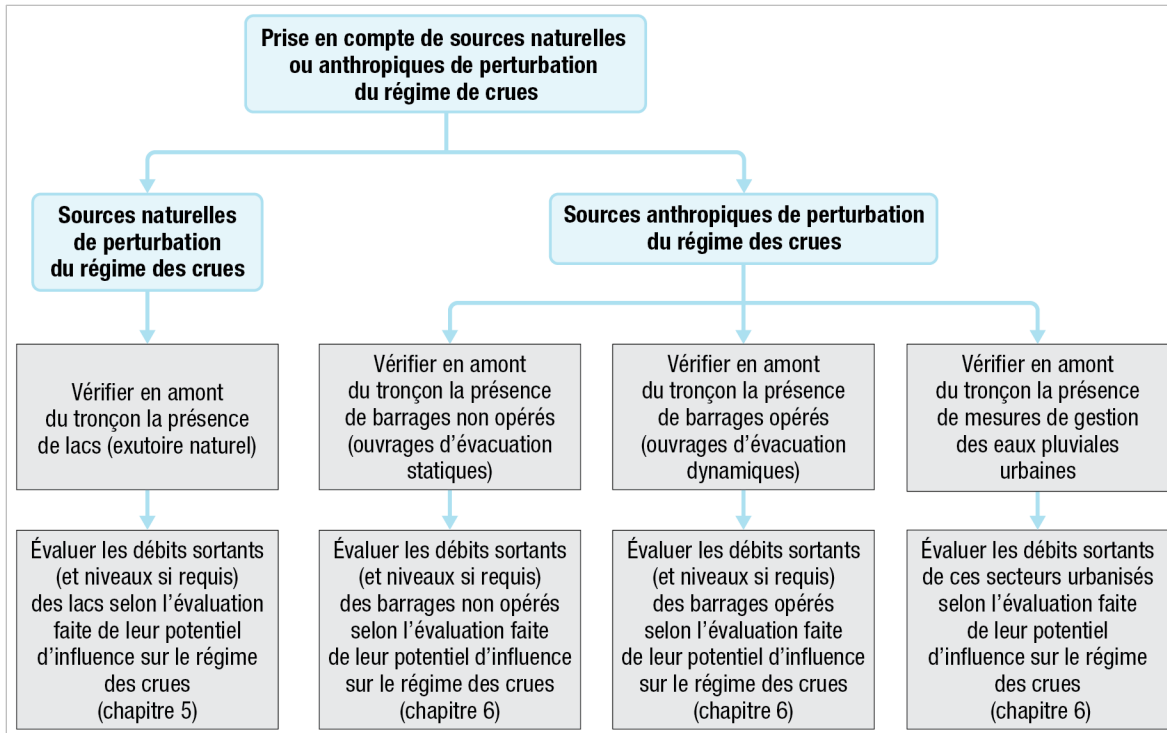 Prise en compte de sources naturelles
ou anthropiques de perturbation
du régime de crues
Sources naturelles
de perturbation
du régime des crues
Sources anthropiques de perturbation
du régime des crues
Vérifier en amont
du tronçon la présence
de lacs (exutoire naturel)
Vérifier en amont
du tronçon la présence
de barrages non opérés
(ouvrages d’évacuation
statiques)
Vérifier en amont
du tronçon la présence
de barrages opérés
(ouvrages d’évacuation
dynamiques)
Vérifier en amont
du tronçon la présence
de mesures de gestion
des eaux pluviales
urbaines
Évaluer les débits sortants
(et niveaux si requis)
des lacs selon l’évaluation
faite de leur potentiel
d’influence sur le régime
des crues
(chapitre 5)
Évaluer les débits sortants
(et niveaux si requis)
des barrages non opérés
selon l’évaluation faite
de leur potentiel d’influence
sur le régime des crues
(chapitre 6)
Évaluer les débits sortants
(et niveaux si requis)
des barrages opérés
selon l’évaluation faite
de leur potentiel d’influence
sur le régime des crues
(chapitre 6)
Évaluer les débits sortants
de ces secteurs urbanisés
selon l’évaluation faite
de leur potentiel
d’influence sur le régime
des crues
(chapitre 6)